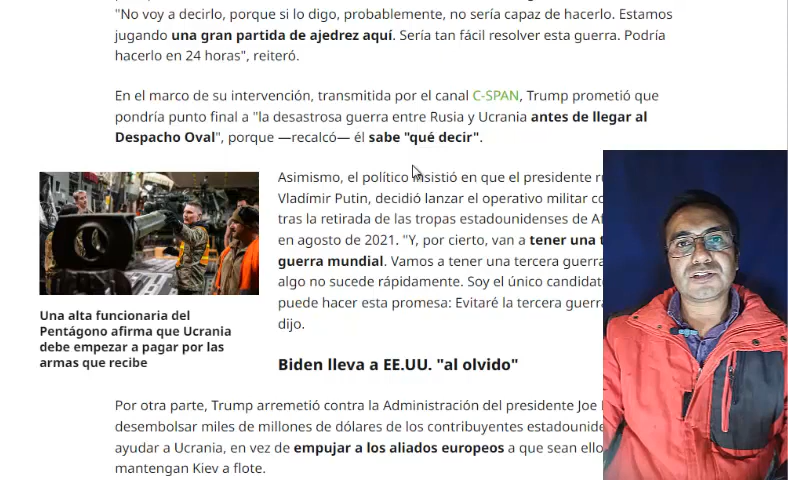 "No voy a decirlo, porque si lo digo, probablemente, no sería capaz de hacerlo. Estamos
jugando una gran partida de ajedrez aquí. Sería tan fácil resolver esta guerra. Podría
hacerlo en 24 horas", reiteró.
En el marco de su intervención, transmitida por el canal C-SPAN, Trump prometió que
pondría punto final a "la desastrosa guerra entre Rusia y Ucrania antes de llegar al
Despacho Oval", porque —recalcó— él sabe "qué decir".
Asimismo, el político insistió en que el presidente
Vladímir Putin, decidió lanzar el operativo militar
tras la retirada de las tropas estadounidenses de
en agosto de 2021. "Y, por cierto, van a tener una
guerra mundial. Vamos a tener una tercera guerra
algo no sucede rápidamente. Soy el único
puede hacer esta promesa: Evitaré la tercera
dijo.
Una alta funcionaria del
Pentágono afirma que Ucrania
debe empezar a pagar por las
armas que recibe
Biden lleva a EE.UU. "al olvido"
Por otra parte, Trump arremetió contra la Administración del presidente Joe
desembolsar miles de millones de dólares de los contribuyentes
ayudar a Ucrania, en vez de empujar a los aliados europeos a que sean
mantengan Kiev a flote.